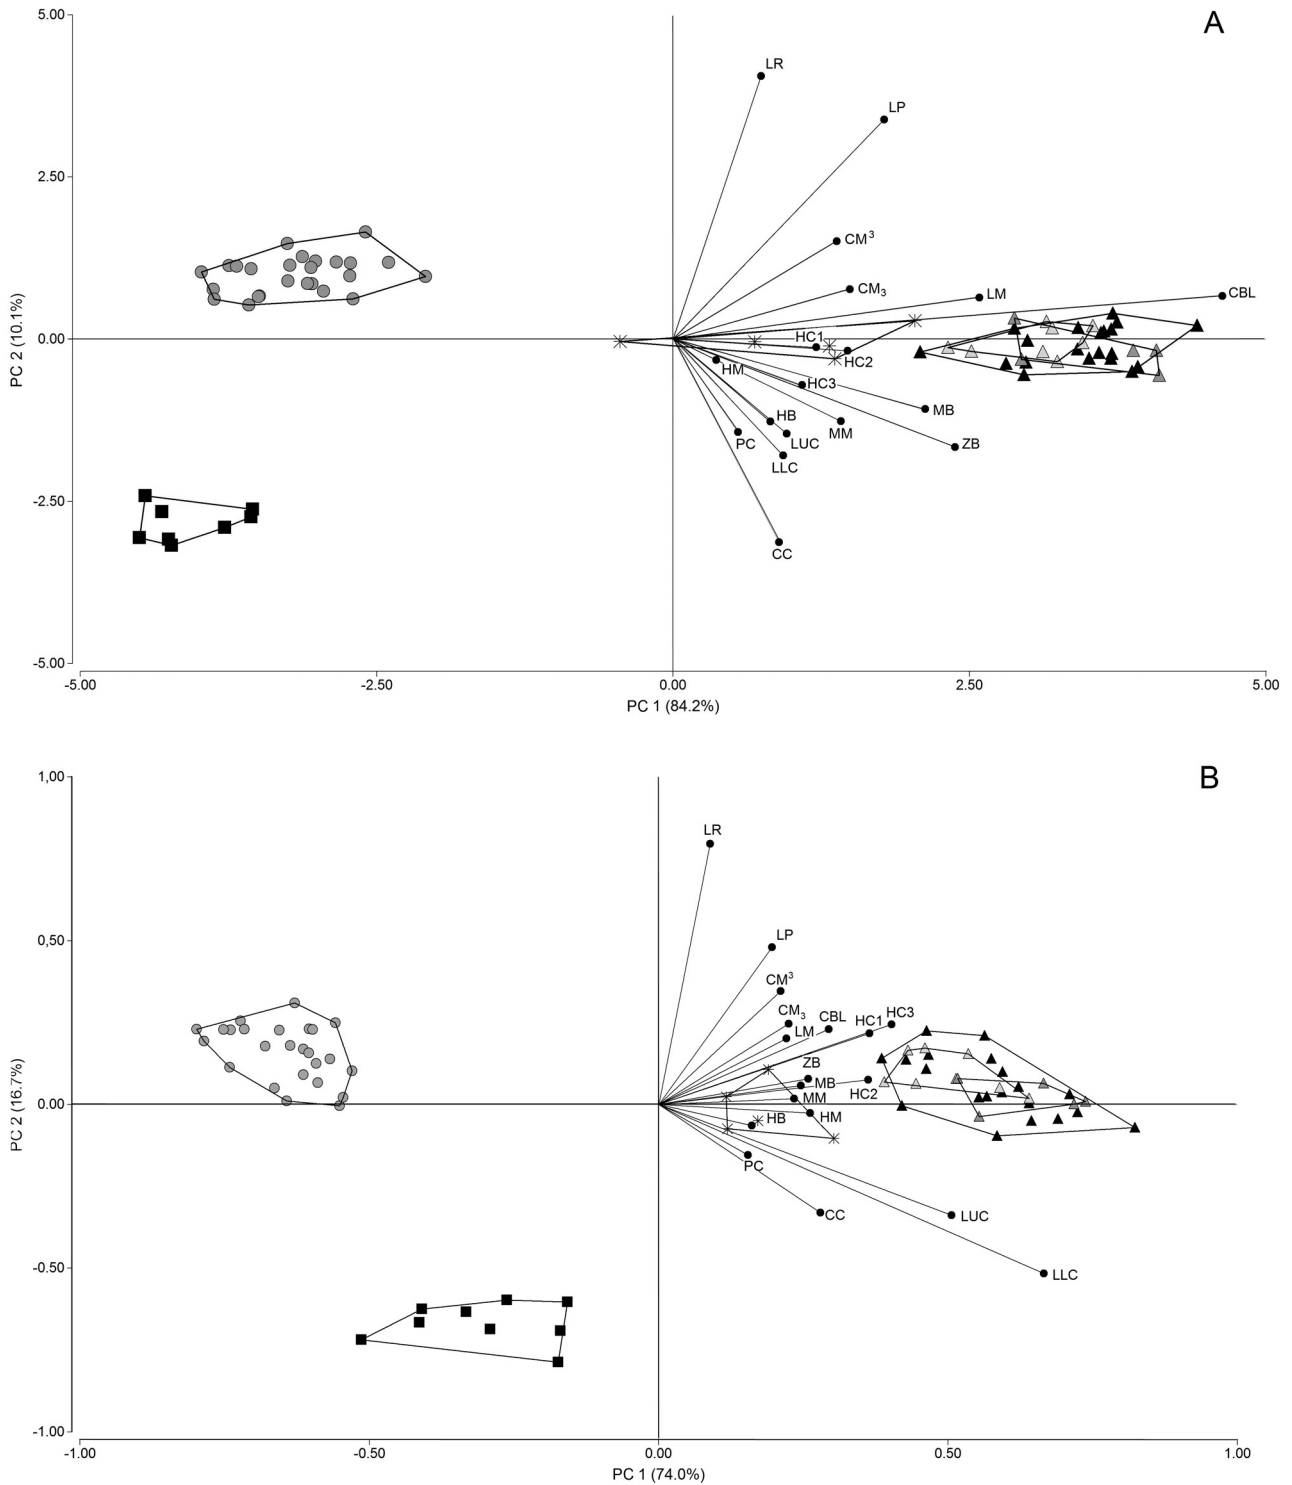 A
5.00
2.50
0.00
-2.50
-5.00
PC 2 (10.1%)
LR
LP
CM³
CM₃
LM
CBL
HC1
HC2
HM
HC3
MB
HB
MM
PC
LUC
ZB
LLC
CC
-5.00 -2.50 0.00 2.50 5.00
PC 1 (84.2%)
B
1,00
0,50
0.00
-0.50
-1.00
PC 2 (16.7%)
LR
LP
CM³
CM₃
CBL
HC1
HC3
LM
ZB
MB
HC2
MM
HB
HM
PC
CC
LUC
LLC
-1.00 -0.50 0.00 0.50 1.00
PC 1 (74.0%)